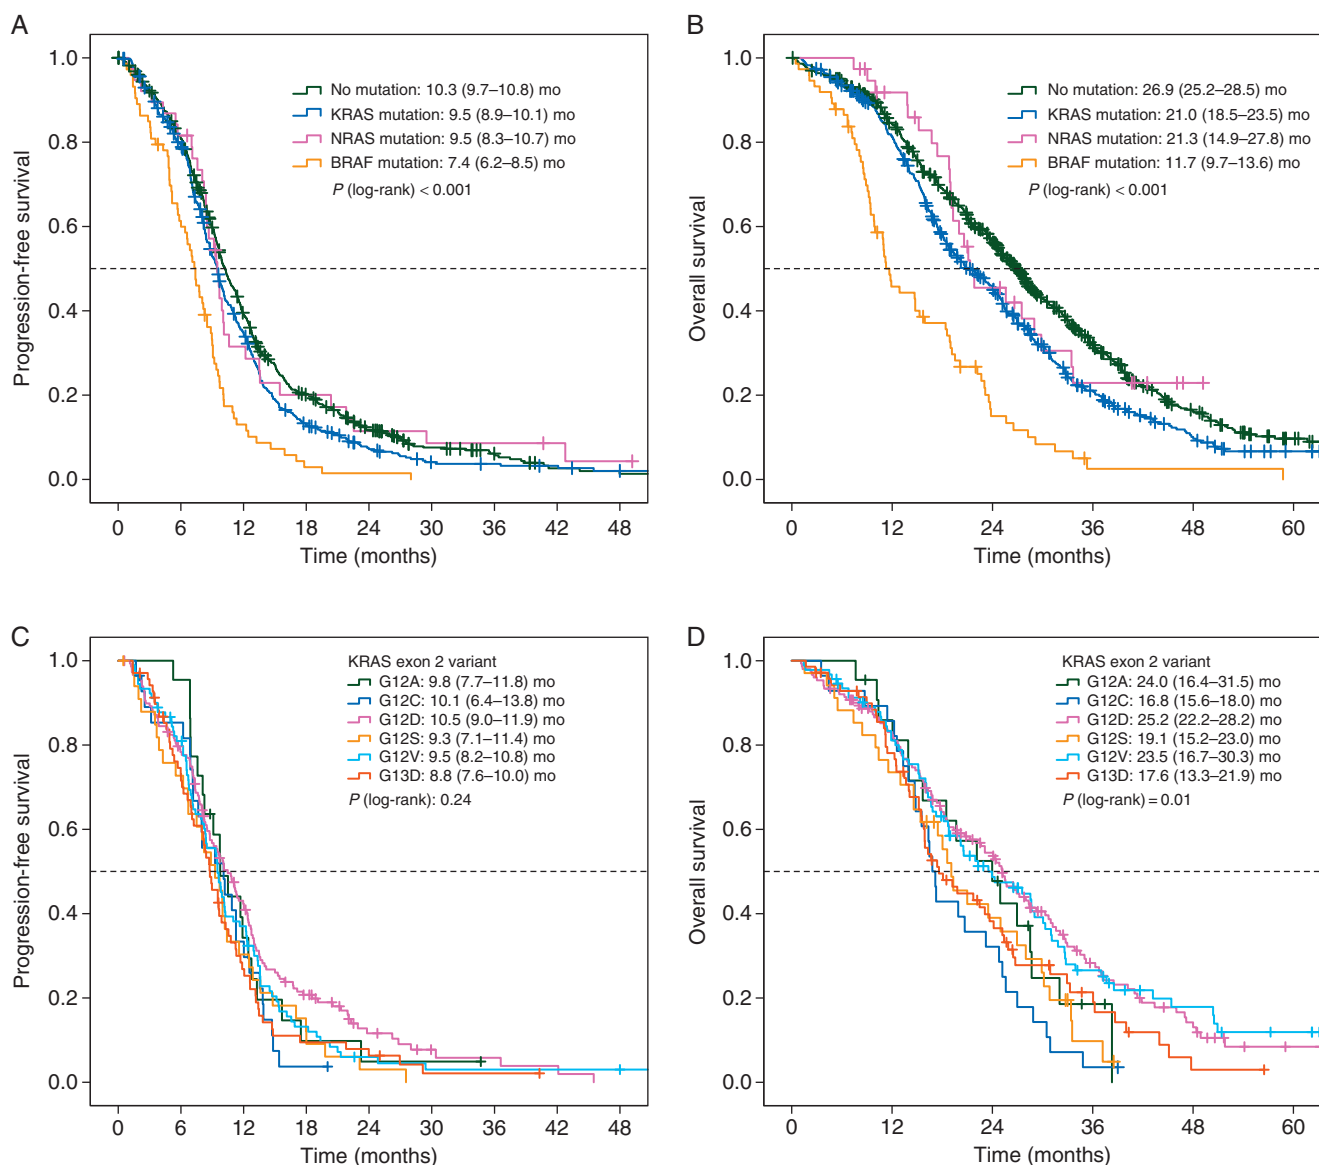 A
Progression-free survival
1.0
0.8
0.6
0.4
0.2
0.0
No mutation: 10.3 (9.7–10.8) mo
KRAS mutation: 9.5 (8.9–10.1) mo
NRAS mutation: 9.5 (8.3–10.7) mo
BRAF mutation: 7.4 (6.2–8.5) mo
P (log-rank) < 0.001
0 6 12 18 24 30 36 42 48
Time (months)
B
Overall survival
1.0
0.8
0.6
0.4
0.2
0.0
No mutation: 26.9 (25.2–28.5) mo
KRAS mutation: 21.0 (18.5–23.5) mo
NRAS mutation: 21.3 (14.9–27.8) mo
BRAF mutation: 11.7 (9.7–13.6) mo
P (log-rank) < 0.001
0 12 24 36 48 60
Time (months)
C
Progression-free survival
1.0
0.8
0.6
0.4
0.2
0.0
KRAS exon 2 variant
G12A: 9.8 (7.7–11.8) mo
G12C: 10.1 (6.4–13.8) mo
G12D: 10.5 (9.0–11.9) mo
G12S: 9.3 (7.1–11.4) mo
G12V: 9.5 (8.2–10.8) mo
G13D: 8.8 (7.6–10.0) mo
P (log-rank): 0.24
0 6 12 18 24 30 36 42 48
Time (months)
D
Overall survival
1.0
0.8
0.6
0.4
0.2
0.0
KRAS exon 2 variant
G12A: 24.0 (16.4–31.5) mo
G12C: 16.8 (15.6–18.0) mo
G12D: 25.2 (22.2–28.2) mo
G12S: 19.1 (15.2–23.0) mo
G12V: 23.5 (16.7–30.3) mo
G13D: 17.6 (13.3–21.9) mo
P (log-rank) = 0.01
0 12 24 36 48 60
Time (months)